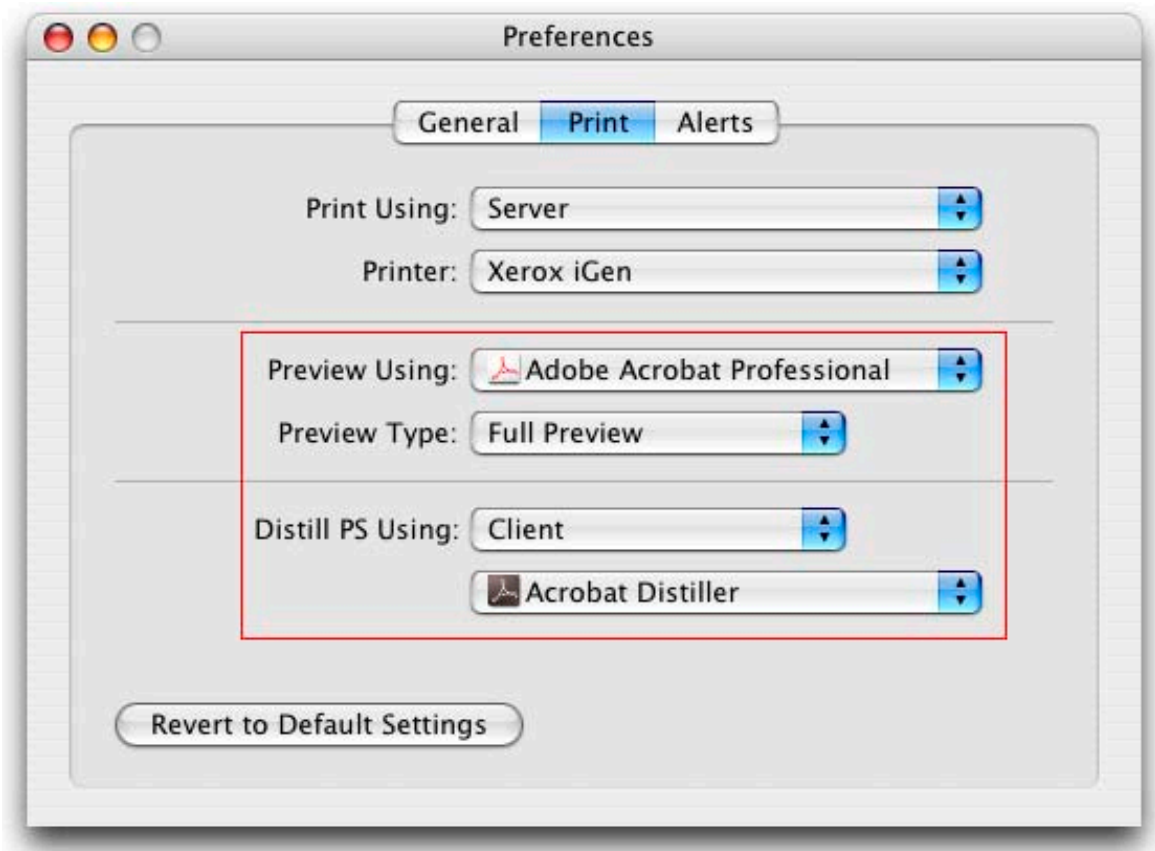 Preferences
General Print Alerts
Print Using: Server
Printer: Xerox iGen
Preview Using: Adobe Acrobat Professional
Preview Type: Full Preview
Distill PS Using: Client
Acrobat Distiller
Revert to Default Settings